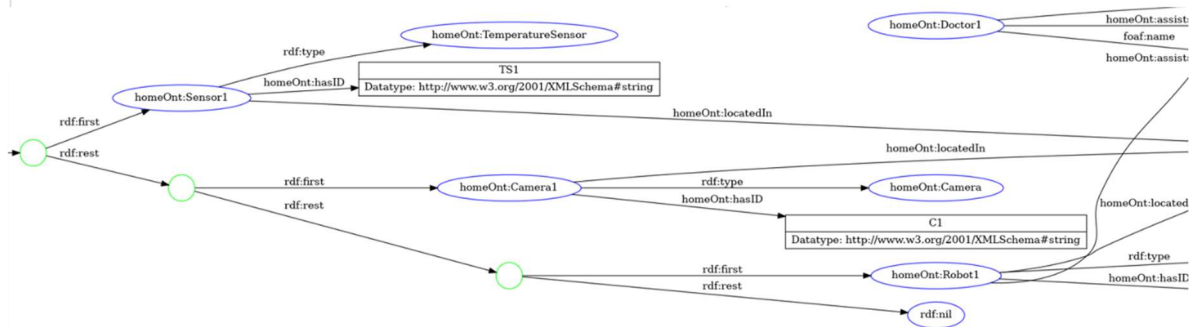 homeOnt:TemperatureSensor
homeOnt:Doctor1
homeOnt:assists
foaf:name
homeOnt:assists
rdf:type
TS1
homeOnt:hasID
Datatype: http://www.w3.org/2001/XMLSchema#string
homeOnt:Sensor1
homeOnt:locatedIn
rdf:first
rdf:rest
homeOnt:locatedIn
rdf:first
homeOnt:Camera1
rdf:type
homeOnt:Camera
rdf:rest
homeOnt:hasID
homeOnt:located
C1
Datatype: http://www.w3.org/2001/XMLSchema#string
rdf:first
homeOnt:Robot1
rdf:type
rdf:rest
homeOnt:hasID
rdf:nil